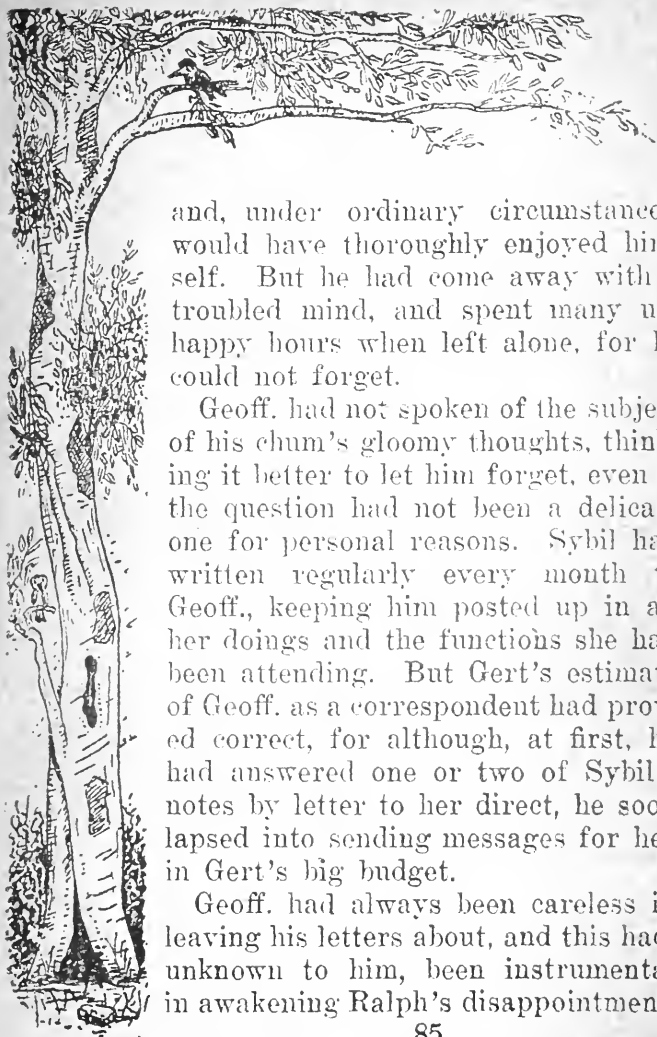 and, under ordinary circumstance
would have thoroughly enjoyed him
self. But he had come away with
troubled mind, and spent many u
happy hours when left alone, for h
could not forget.
Geoff. had not spoken of the subje
of his chum's gloomy thoughts, thin
ing it better to let him forget, even
the question had not been a delica
one for personal reasons. Sybil ha
written regularly every month t
Geoff., keeping him posted up in a
her doings and the functions she ha
been attending. But Gert's estimat
of Geoff. as a correspondent had prov
ed correct, for although, at first, h
had answered one or two of Sybil'
notes by letter to her direct, he soo
lapsed into sending messages for he
in Gert's big budget.
Geoff. had always been careless i
leaving his letters about, and this had
unknown to him, been instrumenta
in awakening Ralph's disappointmen
85